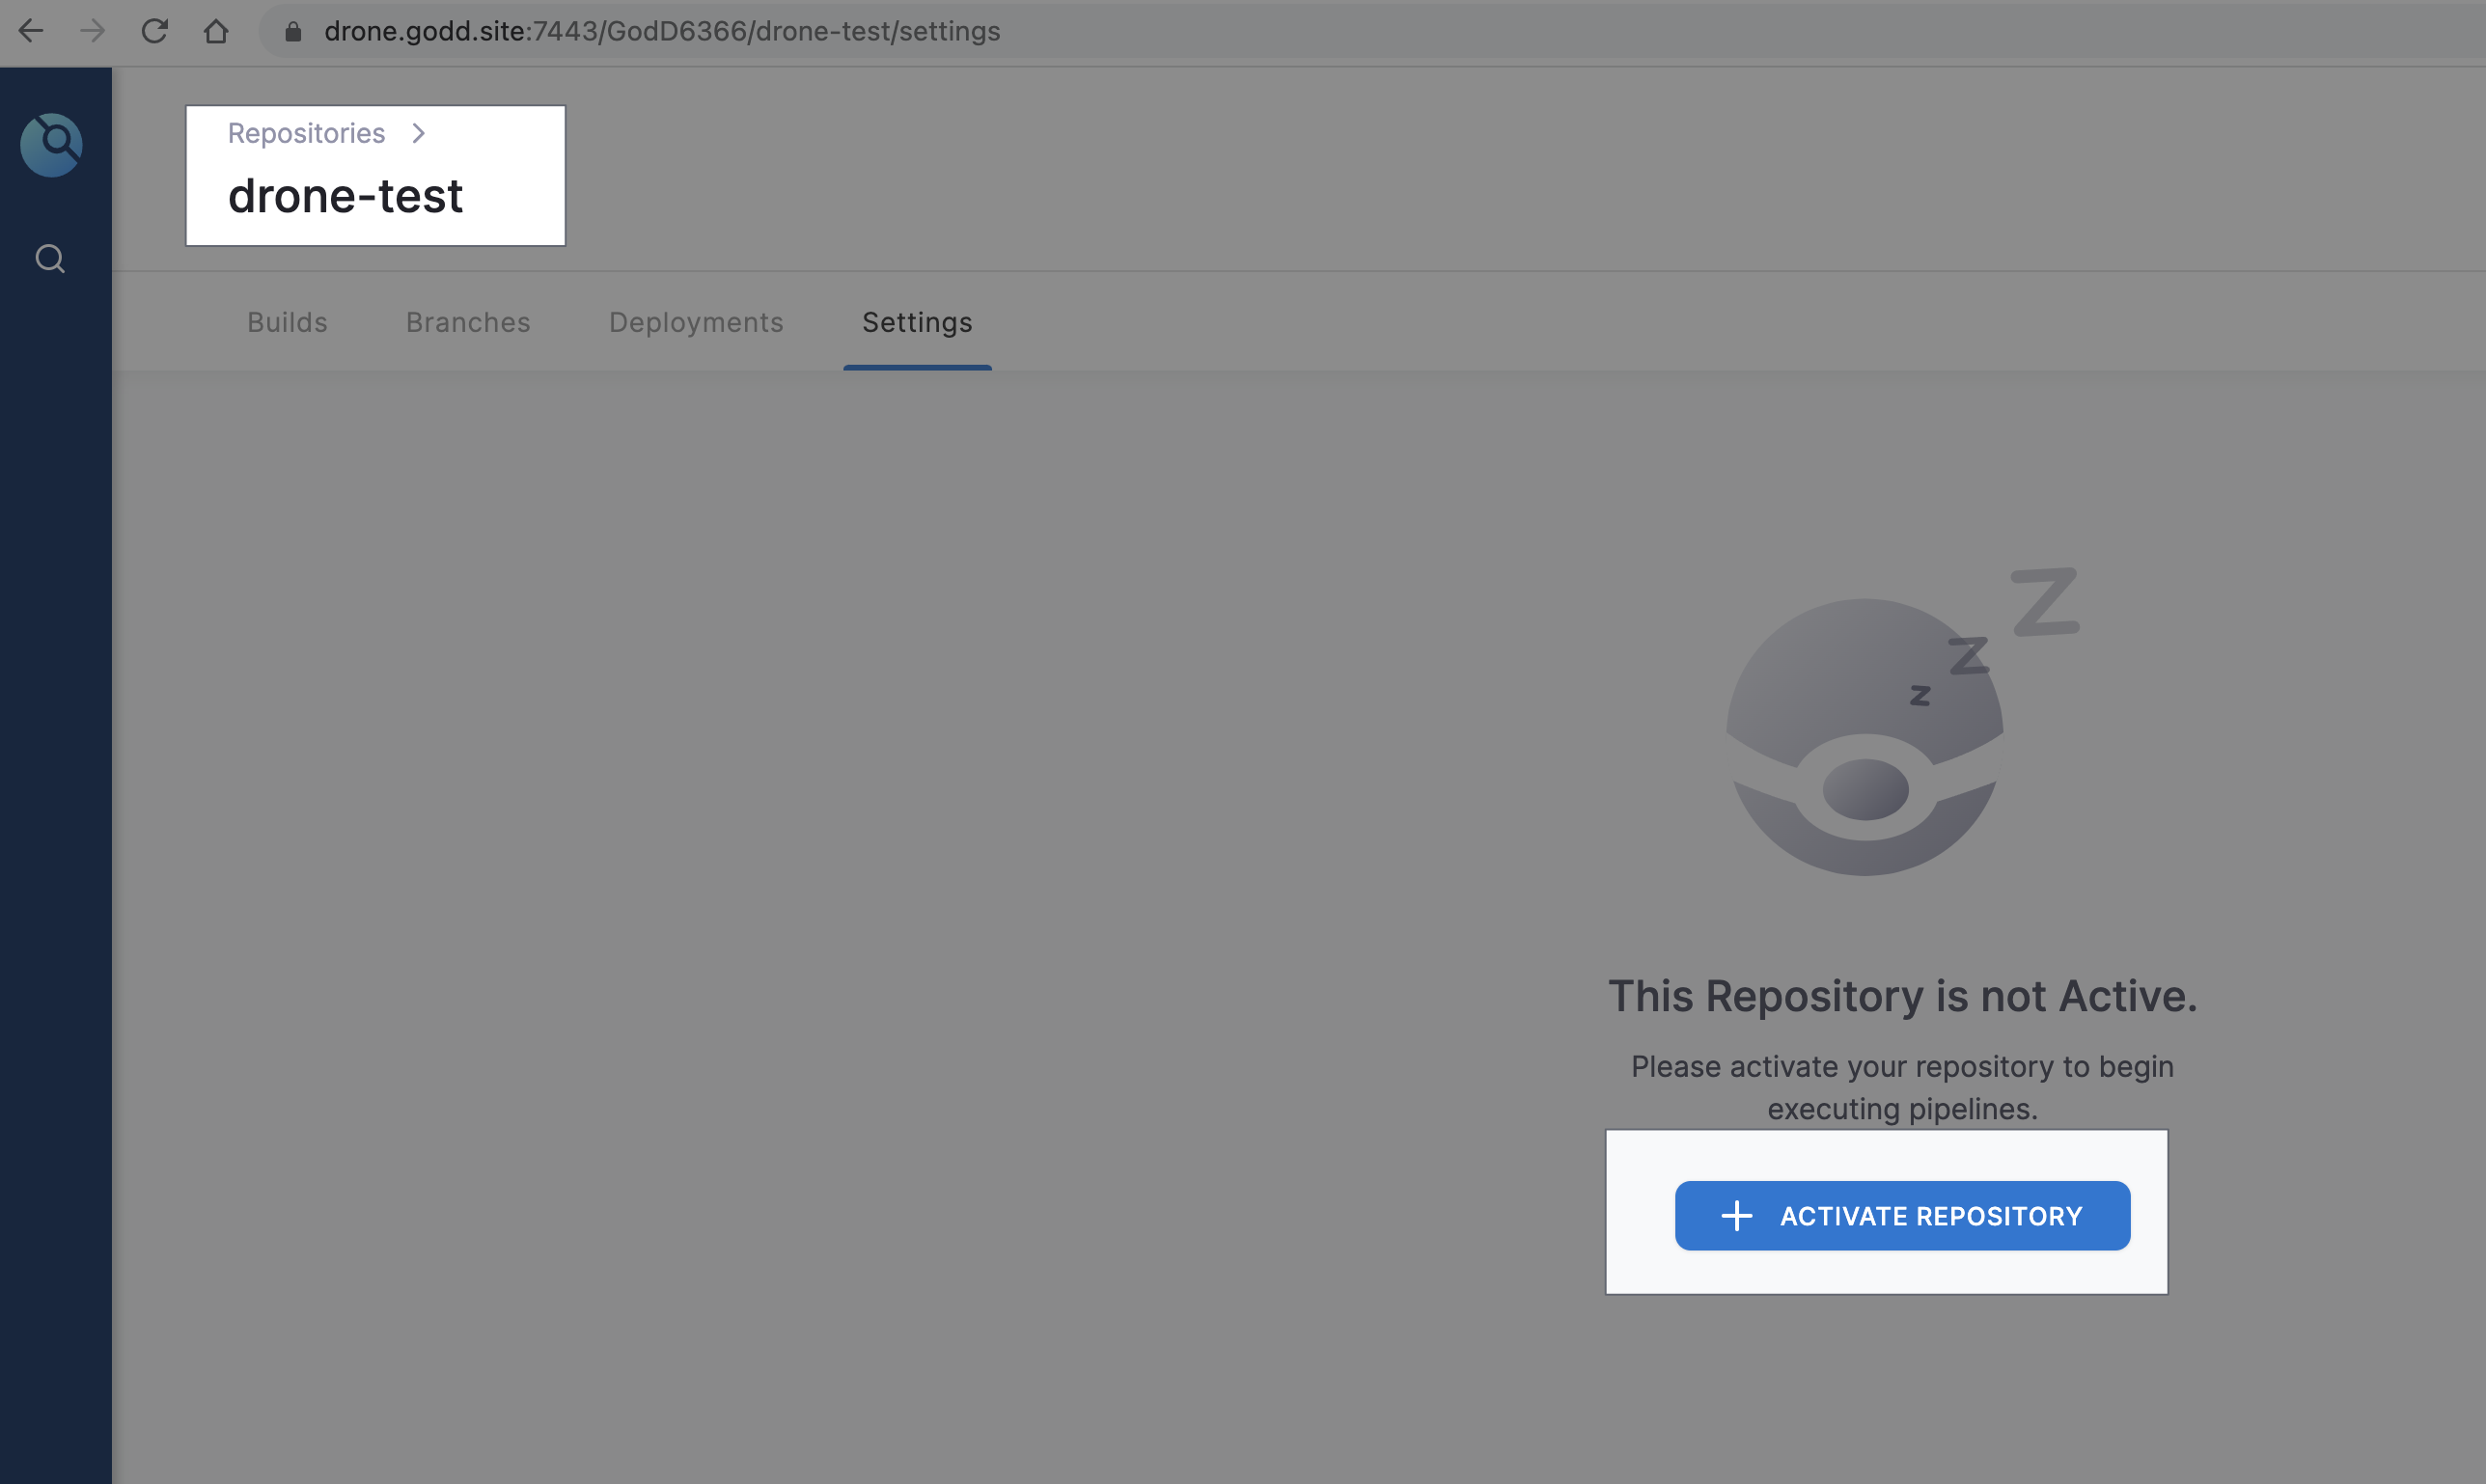 drone.godd.site:7443/GodD6366/drone-test/settings
Repositories
drone-test
Builds Branches Deployments Settings
z z z
This Repository is not Active.
Please activate your repository to begin
executing pipelines.
ACTIVATE REPOSITORY